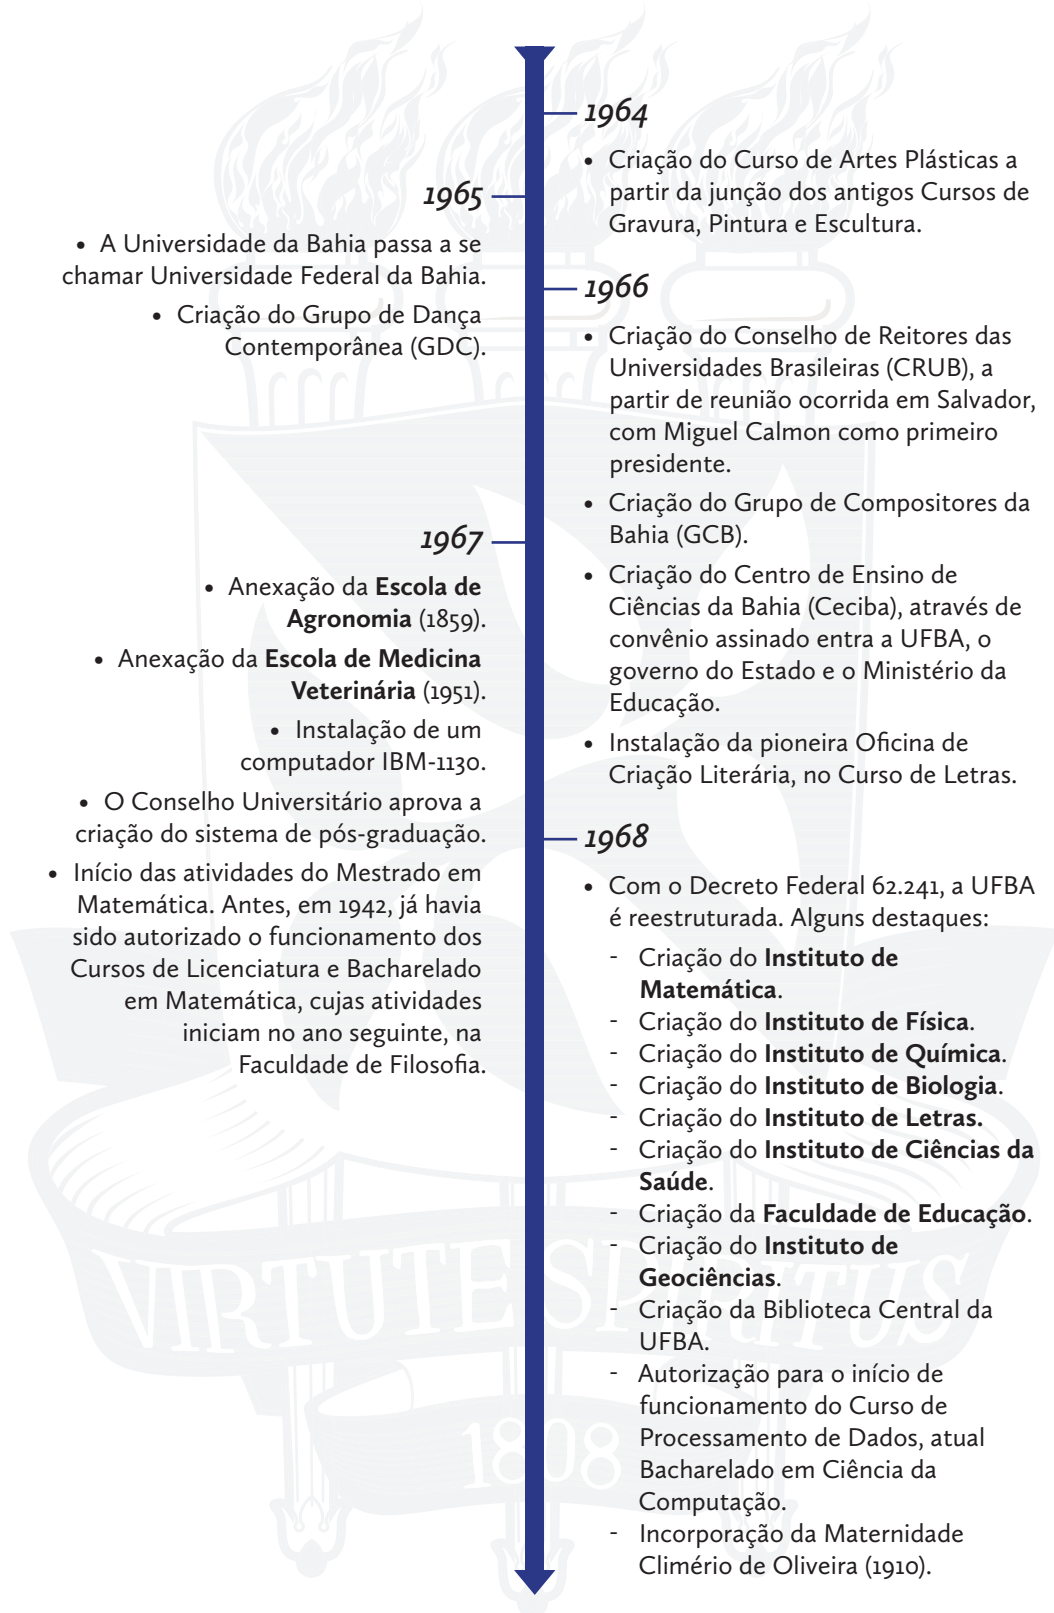 1964
• Criação do Curso de Artes Plásticas a
partir da junção dos antigos Cursos de
Gravura, Pintura e Escultura.
1965
• A Universidade da Bahia passa a se
chamar Universidade Federal da Bahia.
• Criação do Grupo de Dança
Contemporânea (GDC).
1966
• Criação do Conselho de Reitores das
Universidades Brasileiras (CRUB), a
partir de reunião ocorrida em Salvador,
com Miguel Calmon como primeiro
presidente.
• Criação do Grupo de Compositores da
Bahia (GCB).
• Criação do Centro de Ensino de
Ciências da Bahia (Ceciba), através de
convênio assinado entra a UFBA, o
governo do Estado e o Ministério da
Educação.
• Instalação da pioneira Oficina de
Criação Literária, no Curso de Letras.
1967
• Anexação da Escola de
Agronomia (1859).
• Anexação da Escola de Medicina
Veterinária (1951).
• Instalação de um
computador IBM-1130.
• O Conselho Universitário aprova a
criação do sistema de pós-graduação.
• Início das atividades do Mestrado em
Matemática. Antes, em 1942, já havia
sido autorizado o funcionamento dos
Cursos de Licenciatura e Bacharelado
em Matemática, cujas atividades
iniciam no ano seguinte, na
Faculdade de Filosofia.
1968
• Com o Decreto Federal 62.241, a UFBA
é reestruturada. Alguns destaques:
- Criação do Instituto de
Matemática.
- Criação do Instituto de Física.
- Criação do Instituto de Química.
- Criação do Instituto de Biologia.
- Criação do Instituto de Letras.
- Criação do Instituto de Ciências da
Saúde.
- Criação da Faculdade de Educação.
- Criação do Instituto de
Geociências.
- Criação da Biblioteca Central da
UFBA.
- Autorização para o início de
funcionamento do Curso de
Processamento de Dados, atual
Bacharelado em Ciência da
Computação.
- Incorporação da Maternidade
Climério de Oliveira (1910).
VIRTUTE SPIRITUS
1808